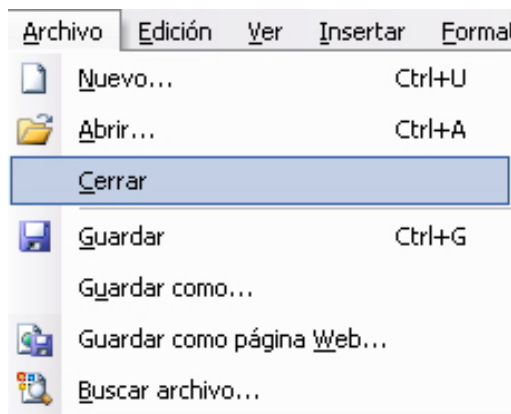 Archivo Edición Ver Insertar Format
Nuevo... Ctrl+U
Abrir... Ctrl+A
Cerrar
Guardar Ctrl+G
Guardar como...
Guardar como página Web...
Buscar archivo...